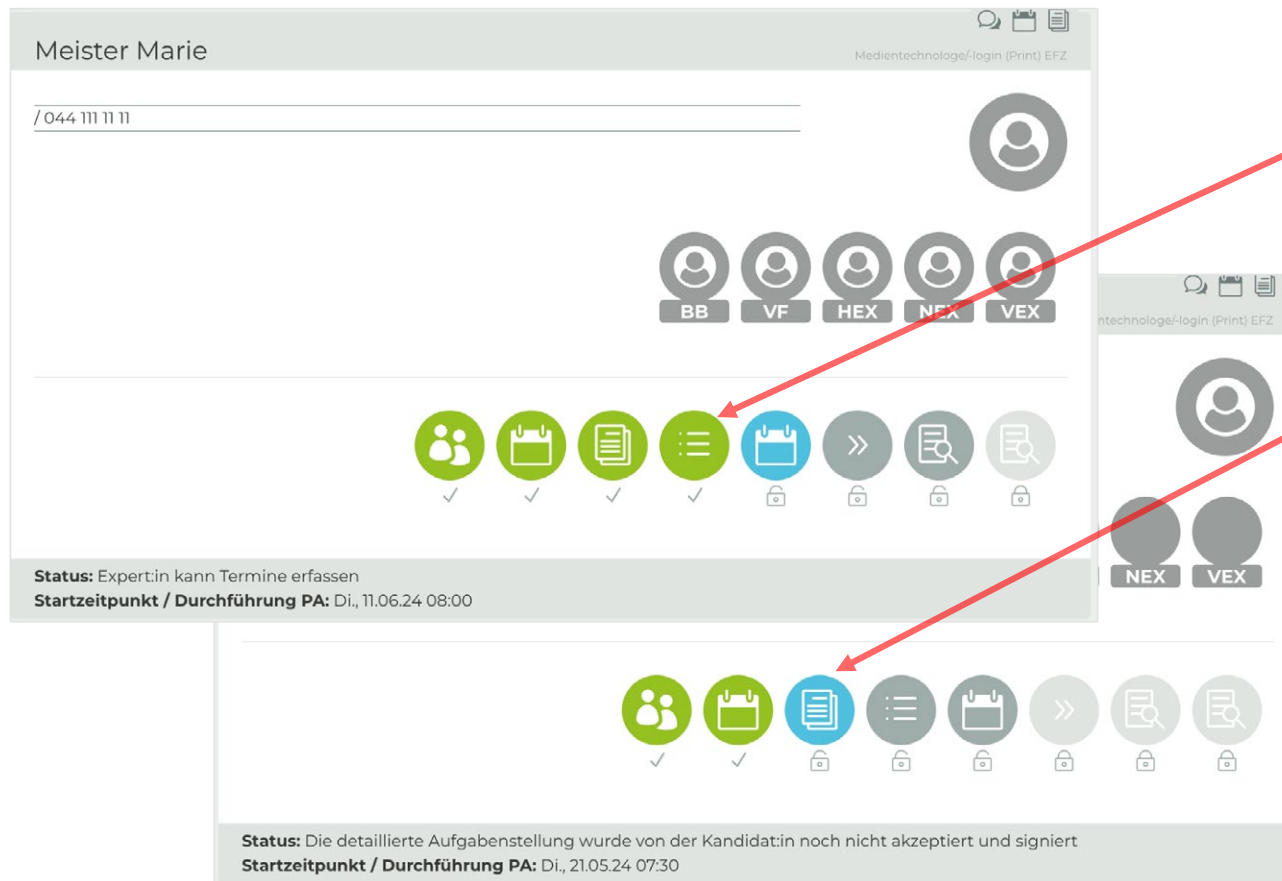 Meister Marie
Medientechnologe/-login (Print) EFZ
/ 044 111 11 11
BB VF HEX NEX VEX
Status: Expert:in kann Termine erfassen
Startzeitpunkt / Durchführung PA: Di., 11.06.24 08:00
ntechnologe/-login (Print) EFZ
NEX VEX
Status: Die detaillierte Aufgabenstellung wurde von der Kandidat:in noch nicht akzeptiert und signiert
Startzeitpunkt / Durchführung PA: Di., 21.05.24 07:30